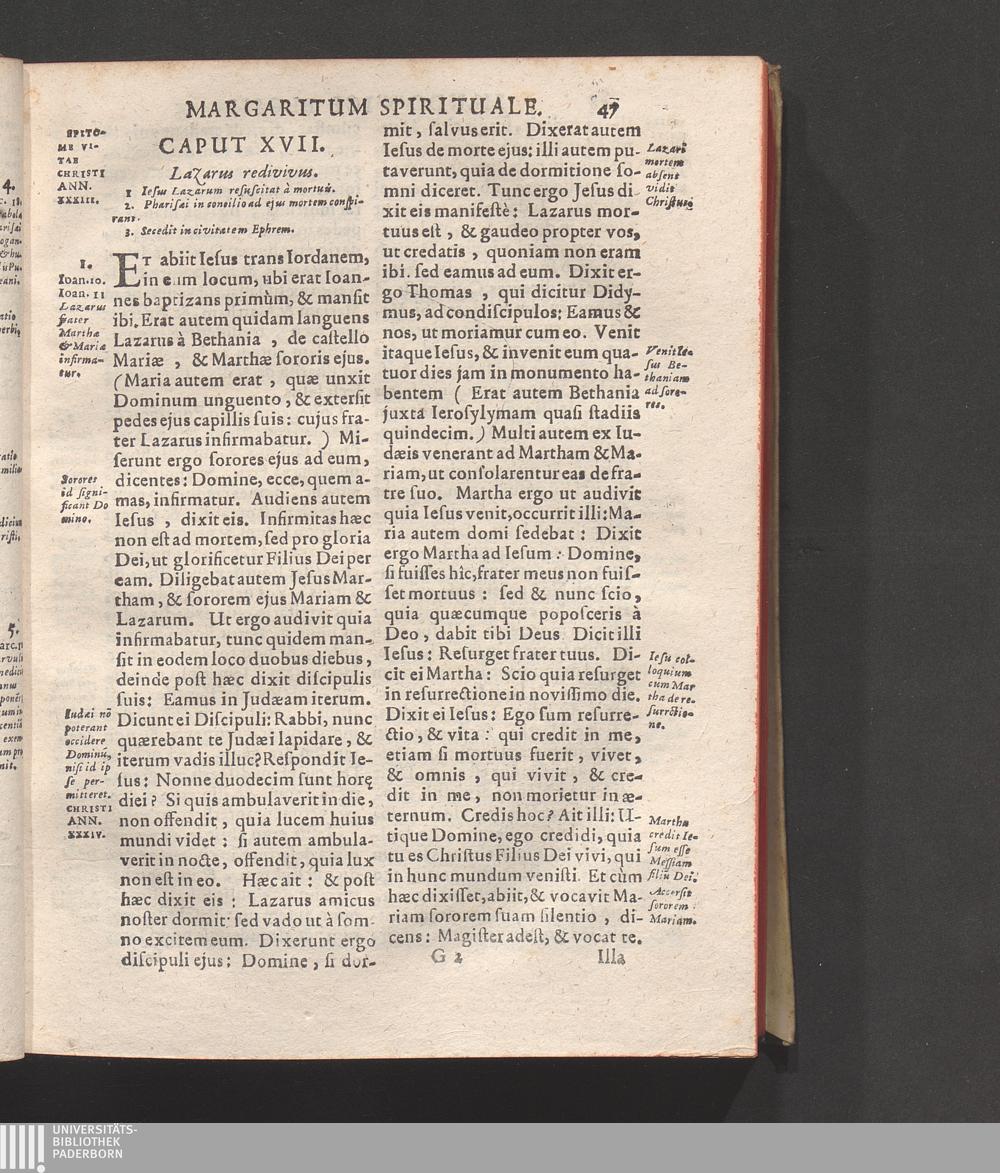 MARGARITUM SPIRITUALE. 47
EPITO-
ME VI-
TAE
CHRISTI
ANN.
XXXIII.
CAPUT XVII.
Lazarus redivivus.
1 Iesus Lazarum resuscitat à mortuis.
2. Pharisai in concilio ad ejus mortem conspi-
rant.
3. Secedit in civitatem Ephrem.
1.
Ioan. 10.
Ioan. 11
Lazarus
frater
Marthæ
& Mariæ
infirma-
tur.
ET abiit Iesus trans Iordanem,
in eum locum, ubi erat Ioan-
nes baptizans primùm, & mansit
ibi. Erat autem quidam languens
Lazarus à Bethania , de castello
Mariæ , & Marthæ sororis ejus.
(Maria autem erat , quæ unxit
Dominum unguento, & extersit
pedes ejus capillis suis: cujus fra-
ter Lazarus infirmabatur. ) Mi-
serunt ergo sorores ejus ad eum,
dicentes: Domine, ecce, quem a-
mas, infirmatur. Audiens autem
Iesus , dixit eis. Infirmitas hæc
non est ad mortem, sed pro gloria
Dei, ut glorificetur Filius Dei per
eam. Diligebat autem Jesus Mar-
tham, & sororem ejus Mariam &
Lazarum. Ut ergo audivit quia
infirmabatur, tunc quidem man-
sit in eodem loco duobus diebus,
deinde post hæc dixit discipulis
suis: Eamus in Judæam iterum.
Dicunt ei Discipuli: Rabbi, nunc
quærebant te Judæi lapidare, &
iterum vadis illuc? Respondit Ie-
sus: Nonne duodecim sunt horę
diei? Si quis ambulaverit in die,
non offendit, quia lucem huius
mundi videt : si autem ambula-
verit in nocte, offendit, quia lux
non est in eo. Hæc ait : & post
hæc dixit eis : Lazarus amicus
noster dormit· sed vado ut à som-
no excitem eum. Dixerunt ergo
discipuli ejus: Domine, si dor-
Sorores
id signi-
ficant Do
mino.
Iudæi nō
poterant
occidere
Dominū,
nisi id ip
se per-
mitteret.
CHRISTI
ANN.
XXXIV.
mit, salvus erit. Dixerat autem
Iesus de morte ejus: illi autem pu-
taverunt, quia de dormitione so-
mni diceret. Tunc ergo Jesus di-
xit eis manifestè: Lazarus mor-
tuus est , & gaudeo propter vos,
ut credatis , quoniam non eram
ibi. sed eamus ad eum. Dixit er-
go Thomas , qui dicitur Didy-
mus, ad condiscipulos: Eamus &
nos, ut moriamur cum eo. Venit
itaque Iesus, & invenit eum qua-
tuor dies jam in monumento ha-
bentem ( Erat autem Bethania
juxta Ierosylymam quasi stadiis
quindecim.) Multi autem ex Iu-
dæis venerant ad Martham & Ma-
riam, ut consolarentur eas de fra-
tre suo. Martha ergo ut audivit
quia Iesus venit, occurrit illi: Ma-
ria autem domi sedebat : Dixit
ergo Martha ad Iesum : Domine,
si fuisses hîc, frater meus non fuis-
set mortuus : sed & nunc scio,
quia quæcumque poposceris à
Deo, dabit tibi Deus. Dicit illi
Iesus: Resurget frater tuus. Di-
cit ei Martha: Scio quia resurget
in resurrectione in novissimo die.
Dixit ei Iesus: Ego sum resurre-
ctio, & vita : qui credit in me,
etiam si mortuus fuerit, vivet,
& omnis , qui vivit , & cre-
dit in me, non morietur in æ-
ternum. Credis hoc? Ait illi: U-
tique Domine, ego credidi, quia
tu es Christus Filius Dei vivi, qui
in hunc mundum venisti. Et cùm
hæc dixisset, abiit, & vocavit Ma-
riam sororem suam silentio , di-
cens: Magister adest, & vocat te.
Lazari
mortem
absens
vidit
Christus
Venit Ie-
sus Be-
thaniam
ad soro-
res.
Iesu col-
loquium
cum Mar
tha de re-
surrectio-
ne.
Martha
credit Ie-
sum esse
Messiam
filiū Dei.
Accersit
sororem
Mariam.
G 2
Illa
4.
5.
UNIVERSITÄTS-
BIBLIOTHEK
PADERBORN